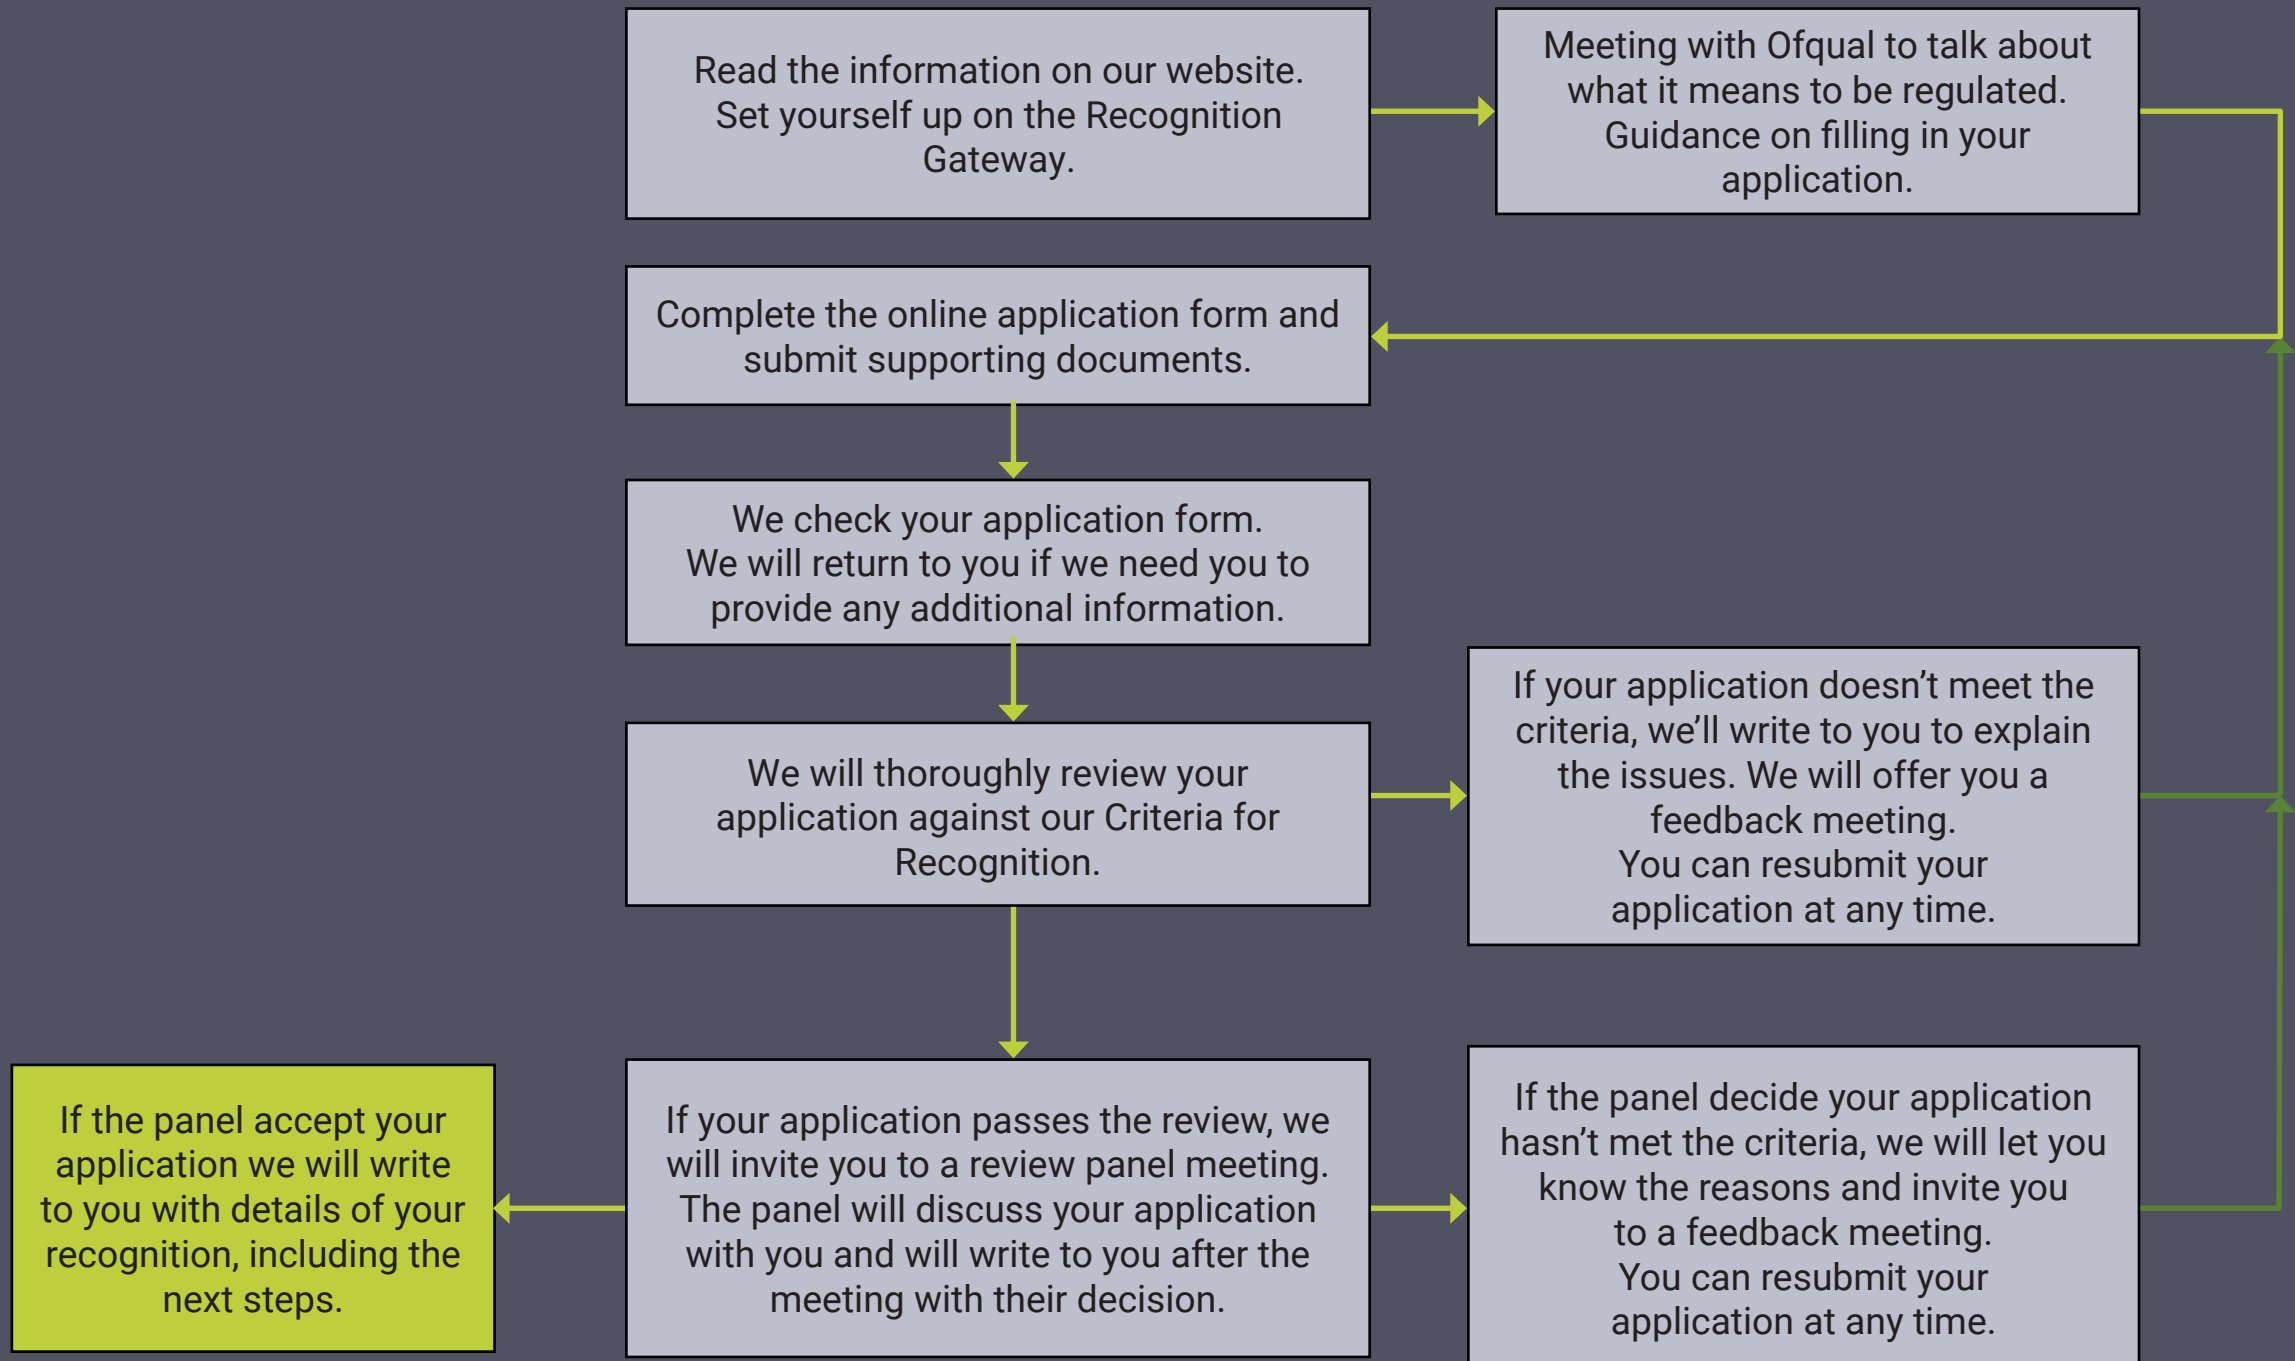 Read the information on our website.
Set yourself up on the Recognition
Gateway.
Meeting with Ofqual to talk about
what it means to be regulated.
Guidance on filling in your
application.
Complete the online application form and
submit supporting documents.
We check your application form.
We will return to you if we need you to
provide any additional information.
We will thoroughly review your
application against our Criteria for
Recognition.
If your application doesn’t meet the
criteria, we’ll write to you to explain
the issues. We will offer you a
feedback meeting.
You can resubmit your
application at any time.
If the panel accept your
application we will write
to you with details of your
recognition, including the
next steps.
If your application passes the review, we
will invite you to a review panel meeting.
The panel will discuss your application
with you and will write to you after the
meeting with their decision.
If the panel decide your application
hasn’t met the criteria, we will let you
know the reasons and invite you
to a feedback meeting.
You can resubmit your
application at any time.